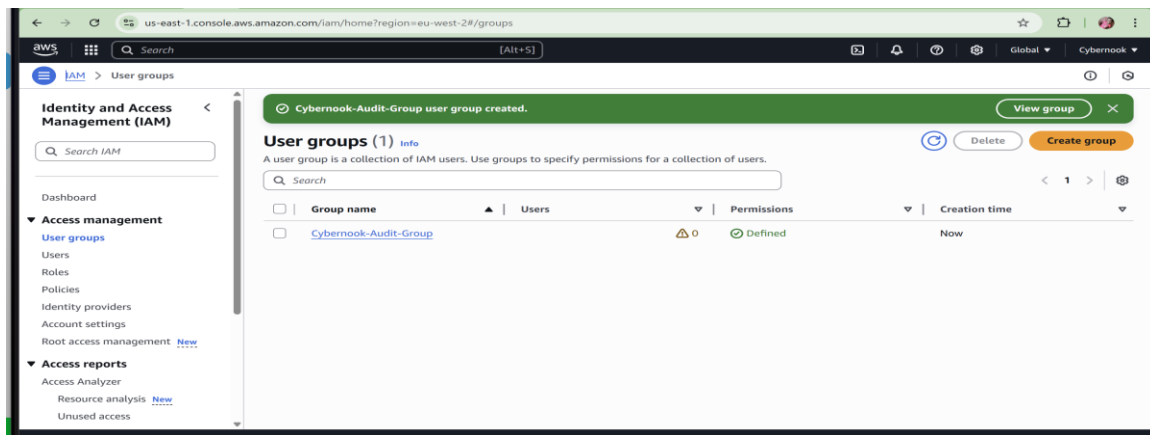 us-east-1.console.aws.amazon.com/iam/home?region=eu-west-2#/groups
aws Search [Alt+S] Global Cybernook
IAM > User groups
Identity and Access Management (IAM)
Search IAM
Dashboard
Access management
User groups
Users
Roles
Policies
Identity providers
Account settings
Root access management New
Access reports
Access Analyzer
Resource analysis New
Unused access
Cybernook-Audit-Group user group created. View group
User groups (1) Info Delete Create group
A user group is a collection of IAM users. Use groups to specify permissions for a collection of users.
Search 1
Group name Users Permissions Creation time
Cybernook-Audit-Group 0 Defined Now